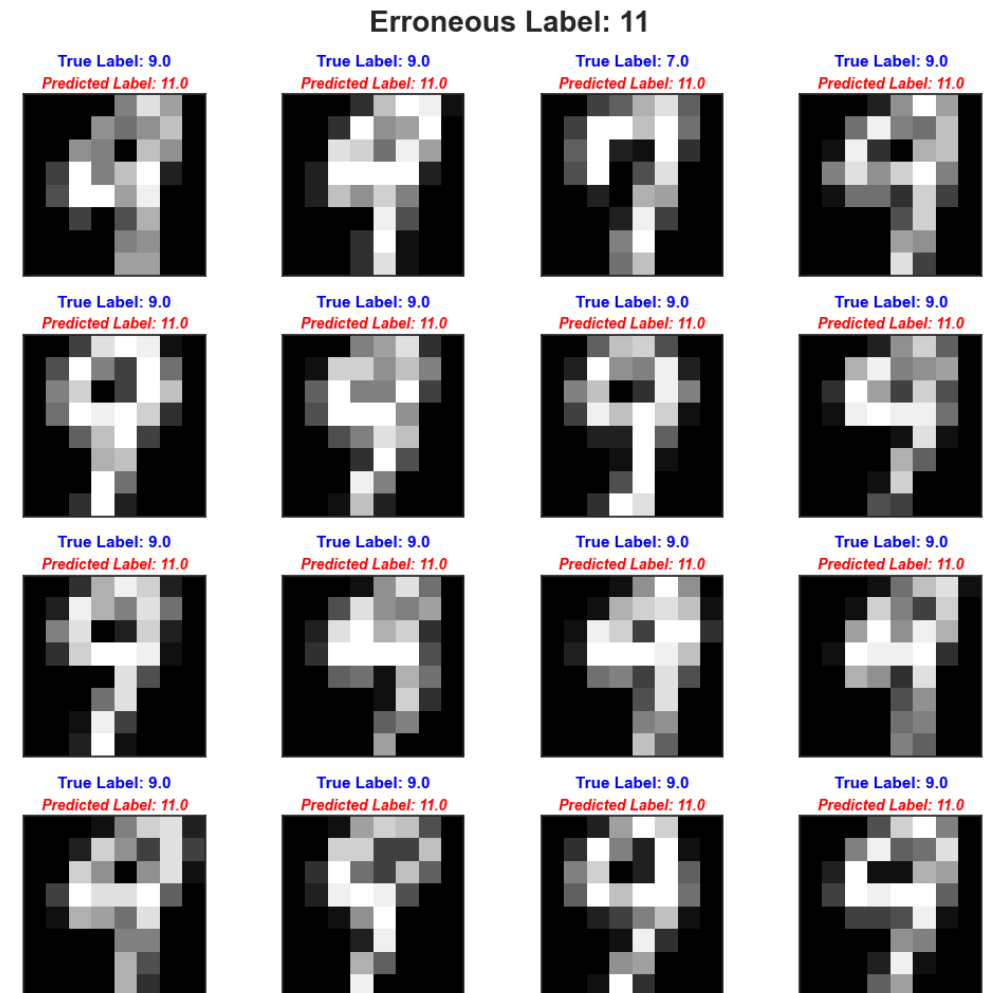 Erroneous Label: 11
True Label: 9.0 True Label: 9.0 True Label: 7.0 True Label: 9.0
Predicted Label: 11.0 Predicted Label: 11.0 Predicted Label: 11.0 Predicted Label: 11.0
True Label: 9.0 True Label: 9.0 True Label: 9.0 True Label: 9.0
Predicted Label: 11.0 Predicted Label: 11.0 Predicted Label: 11.0 Predicted Label: 11.0
True Label: 9.0 True Label: 9.0 True Label: 9.0 True Label: 9.0
Predicted Label: 11.0 Predicted Label: 11.0 Predicted Label: 11.0 Predicted Label: 11.0
True Label: 9.0 True Label: 9.0 True Label: 9.0 True Label: 9.0
Predicted Label: 11.0 Predicted Label: 11.0 Predicted Label: 11.0 Predicted Label: 11.0